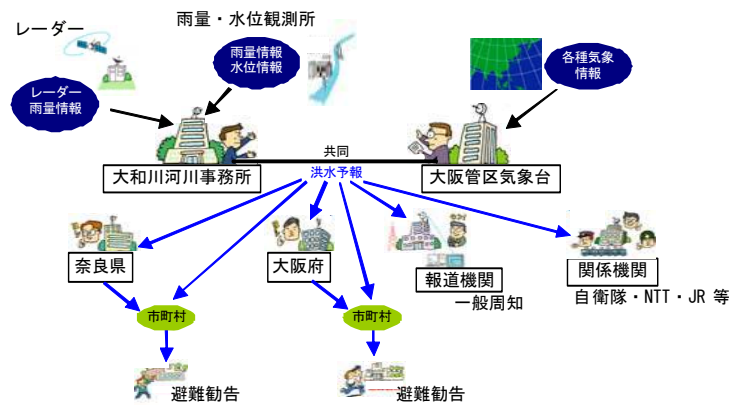 レーダー
雨量・水位観測所
雨量情報
水位情報
各種気象
情報
レーダー
雨量情報
共同
大和川河川事務所
洪水予報
大阪管区気象台
奈良県
大阪府
報道機関
関係機関
一般周知
自衛隊・NTT・JR 等
市町村
市町村
避難勧告
避難勧告